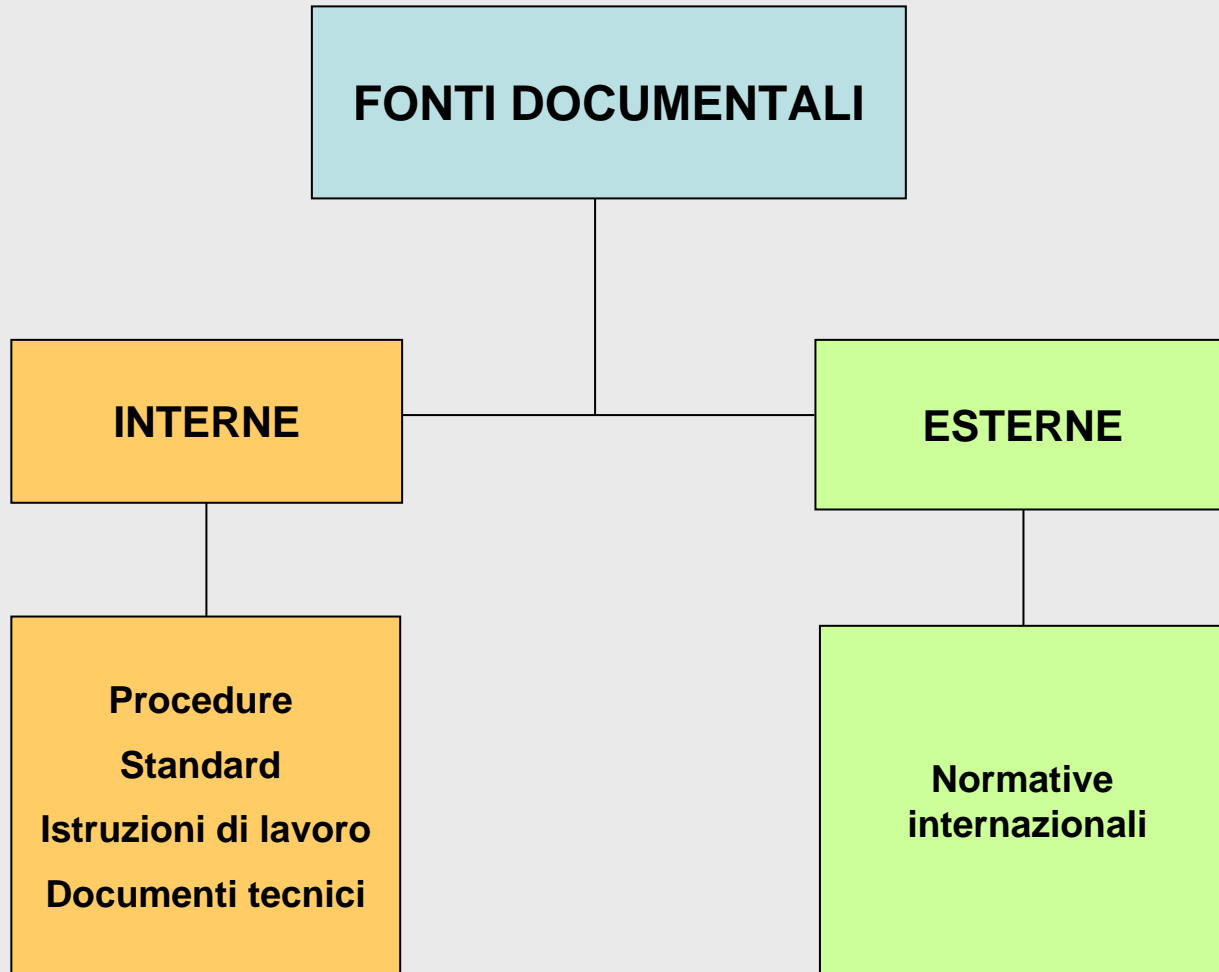 FONTI DOCUMENTALI
INTERNE
ESTERNE
Procedure
Standard
Istruzioni di lavoro
Documenti tecnici
Normative
internazionali